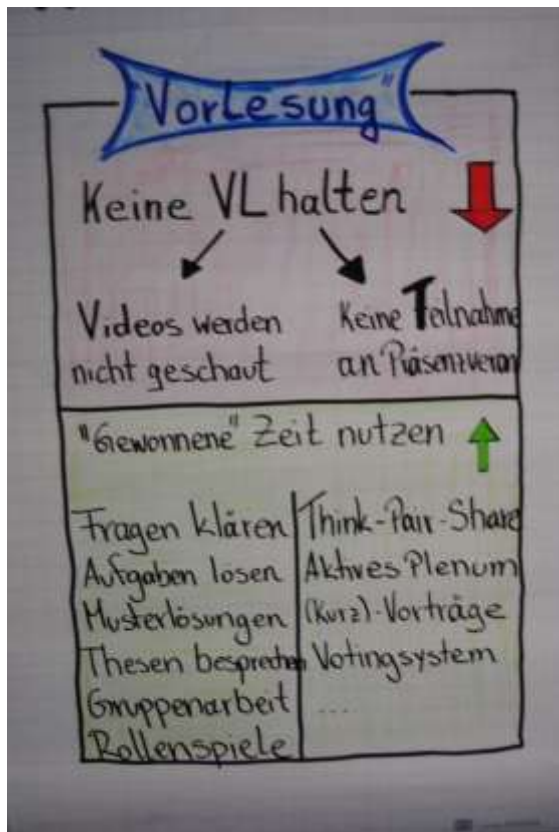 "Vorlesung"
Keine VL halten
Videos werden
nicht geschaut
Keine Teilnahme
an Präsenzveran
"Gewonnene" Zeit nutzen
Fragen klären
Aufgaben lösen
Musterlösungen
Thesen besprechen
Gruppenarbeit
Rollenspiele
Think-Pair-Share
Aktives Plenum
(Kurz)-Vorträge
Votingsystem
....